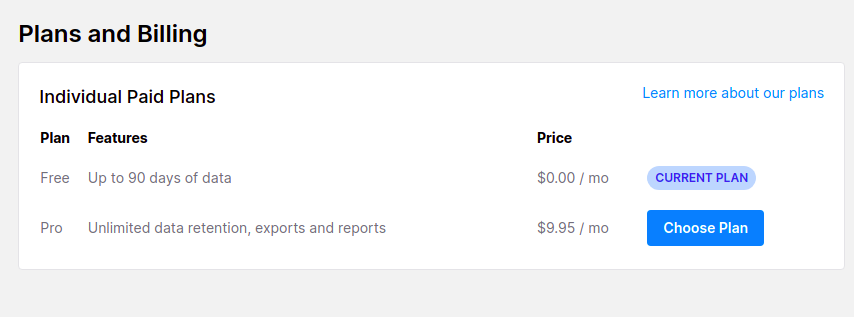 Plans and Billing
Individual Paid Plans
Learn more about our plans
Plan Features Price
Free Up to 90 days of data $0.00 / mo CURRENT PLAN
Pro Unlimited data retention, exports and reports $9.95 / mo Choose Plan